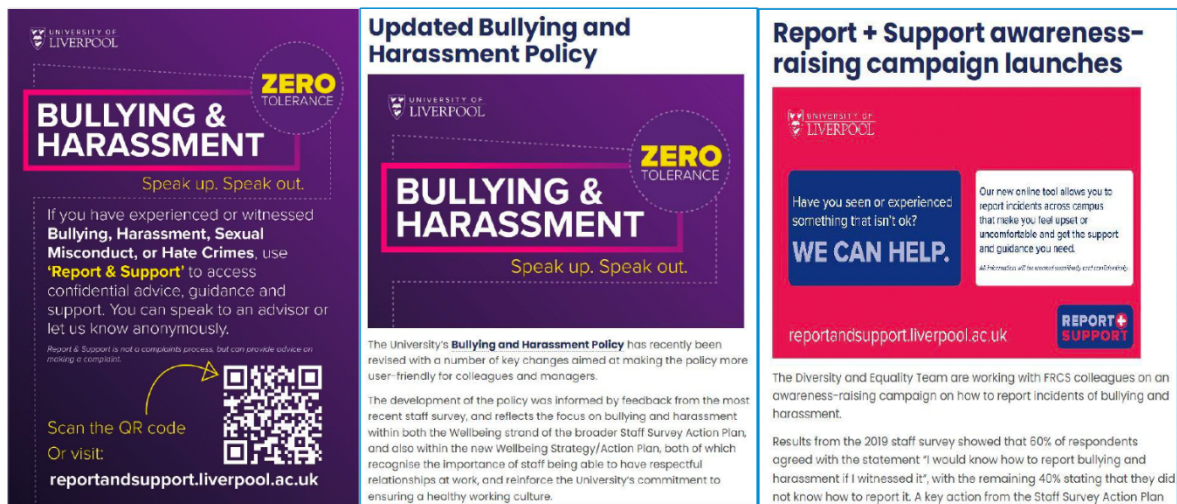 UNIVERSITY OF
LIVERPOOL
ZERO
TOLERANCE
BULLYING &
HARASSMENT
Speak up. Speak out.
If you have experienced or witnessed
Bullying, Harassment, Sexual
Misconduct, or Hate Crimes, use
'Report & Support' to access
confidential advice, guidance and
support. You can speak to an advisor or
let us know anonymously.
Report & Support is not a complaints process, but can provide advice on
making a complaint.
Scan the QR code
Or visit:
reportandsupport.liverpool.ac.uk
Updated Bullying and
Harassment Policy
UNIVERSITY OF
LIVERPOOL
ZERO
TOLERANCE
BULLYING &
HARASSMENT
Speak up. Speak out.
The University's Bullying and Harassment Policy has recently been
revised with a number of key changes aimed at making the policy more
user-friendly for colleagues and managers.
The development of the policy was informed by feedback from the most
recent staff survey, and reflects the focus on bullying and harassment
within both the Wellbeing strand of the broader Staff Survey Action Plan,
and also within the new Wellbeing Strategy/Action Plan, both of which
recognise the importance of staff being able to have respectful
relationships at work, and reinforce the University's commitment to
ensuring a healthy working culture.
Report + Support awareness-
raising campaign launches
UNIVERSITY OF
LIVERPOOL
Have you seen or experienced
something that isn't ok?
WE CAN HELP.
Our new online tool allows you to
report incidents across campus
that make you feel upset or
uncomfortable and get the support
and guidance you need.
All information will be treated sensitively and confidentially.
reportandsupport.liverpool.ac.uk
REPORT+
SUPPORT
The Diversity and Equality Team are working with FRCS colleagues on an
awareness-raising campaign on how to report incidents of bullying and
harassment.
Results from the 2019 staff survey showed that 60% of respondents
agreed with the statement "I would know how to report bullying and
harassment if I witnessed it", with the remaining 40% stating that they did
not know how to report it. A key action from the Staff Survey Action Plan